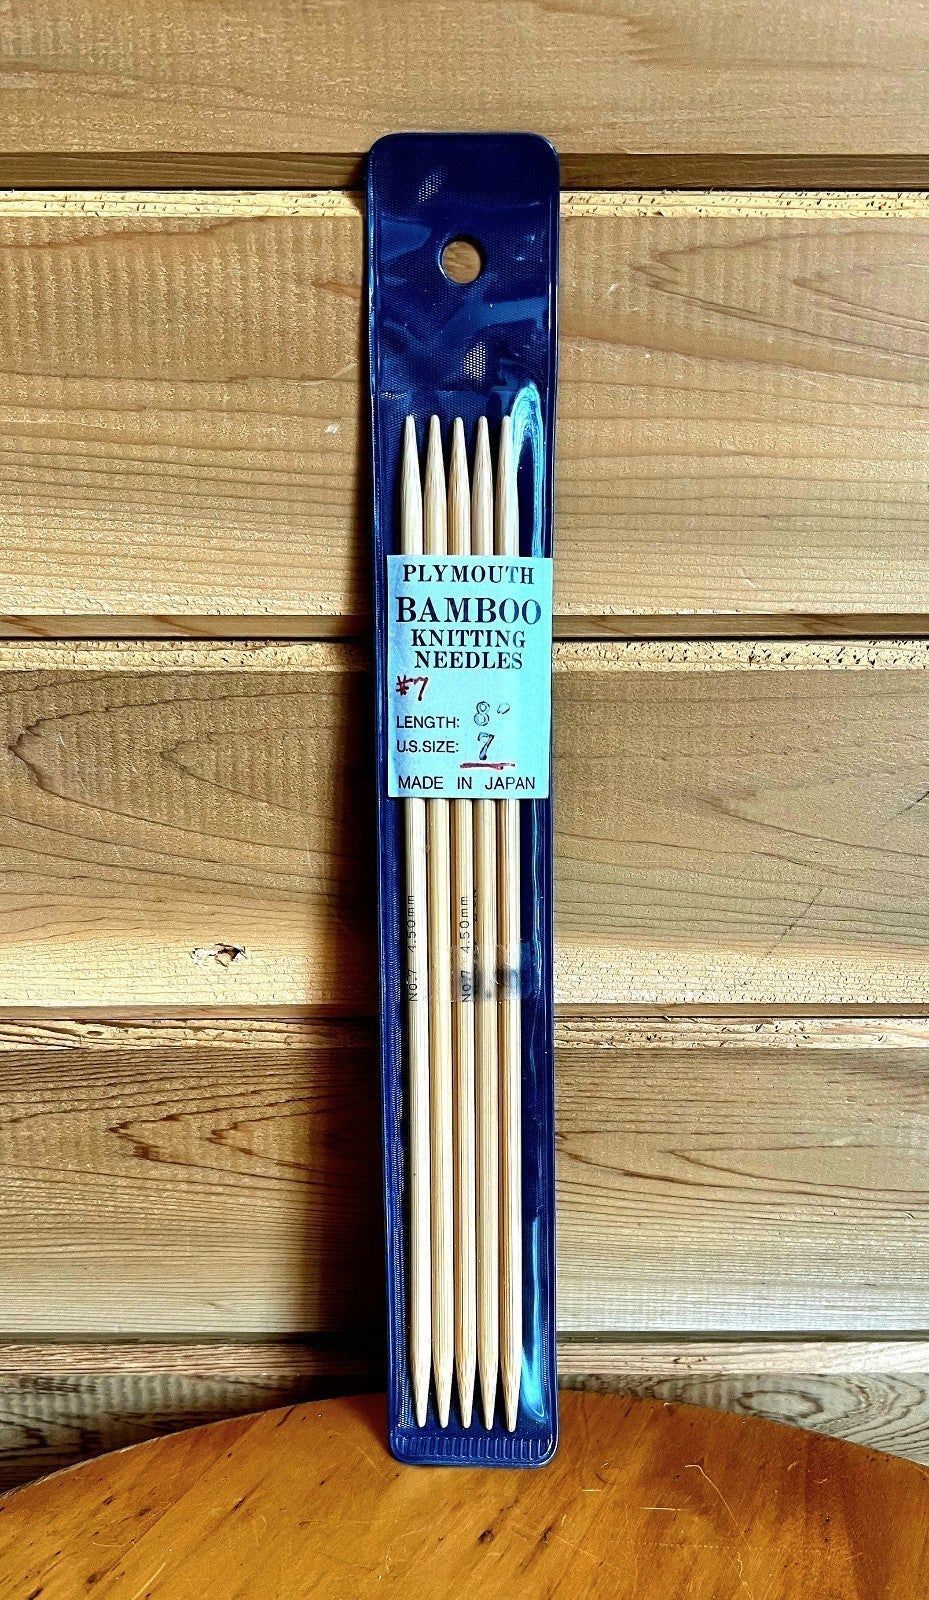 PLYMOUTH
BAMBOO
KNITTING
NEEDLES
#7
LENGTH: 8"
U.S.SIZE: 7
MADE IN JAPAN
NO.7 4.50mm
NO.7 4.50mm